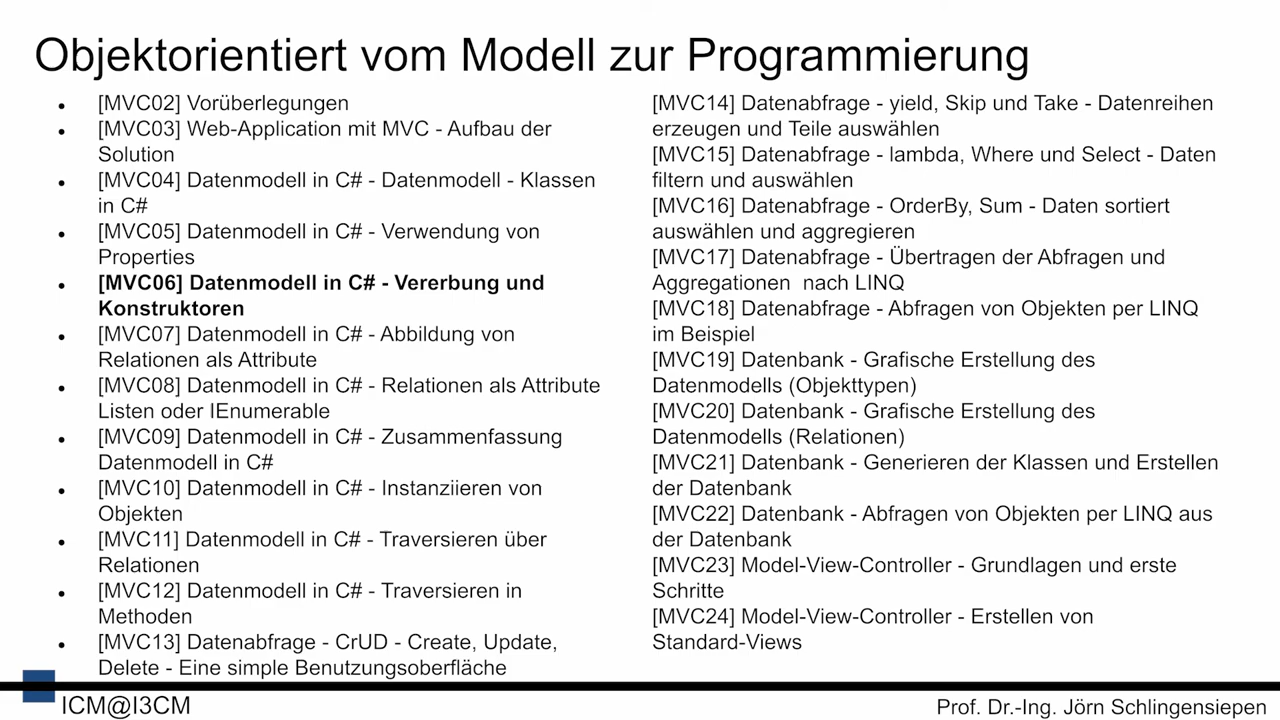 Objektorientiert vom Modell zur Programmierung
[MVC02] Vorüberlegungen
[MVC03] Web-Application mit MVC - Aufbau der
Solution
[MVC04] Datenmodell in C# - Datenmodell - Klassen
in C#
[MVC05] Datenmodell in C# - Verwendung von
Properties
[MVC06] Datenmodell in C# - Vererbung und
Konstruktoren
[MVC07] Datenmodell in C# - Abbildung von
Relationen als Attribute
[MVC08] Datenmodell in C# - Relationen als Attribute
Listen oder IEnumerable
[MVC09] Datenmodell in C# - Zusammenfassung
Datenmodell in C#
[MVC10] Datenmodell in C# - Instanziieren von
Objekten
[MVC11] Datenmodell in C# - Traversieren über
Relationen
[MVC12] Datenmodell in C# - Traversieren in
Methoden
[MVC13] Datenabfrage - CrUD - Create, Update,
Delete - Eine simple Benutzungsoberfläche
[MVC14] Datenabfrage - yield, Skip und Take - Datenreihen
erzeugen und Teile auswählen
[MVC15] Datenabfrage - lambda, Where und Select - Daten
filtern und auswählen
[MVC16] Datenabfrage - OrderBy, Sum - Daten sortiert
auswählen und aggregieren
[MVC17] Datenabfrage - Übertragen der Abfragen und
Aggregationen  nach LINQ
[MVC18] Datenabfrage - Abfragen von Objekten per LINQ
im Beispiel
[MVC19] Datenbank - Grafische Erstellung des
Datenmodells (Objekttypen)
[MVC20] Datenbank - Grafische Erstellung des
Datenmodells (Relationen)
[MVC21] Datenbank - Generieren der Klassen und Erstellen
der Datenbank
[MVC22] Datenbank - Abfragen von Objekten per LINQ aus
der Datenbank
[MVC23] Model-View-Controller - Grundlagen und erste
Schritte
[MVC24] Model-View-Controller - Erstellen von
Standard-Views
ICM@I3CM
Prof. Dr.-Ing. Jörn Schlingensiepen